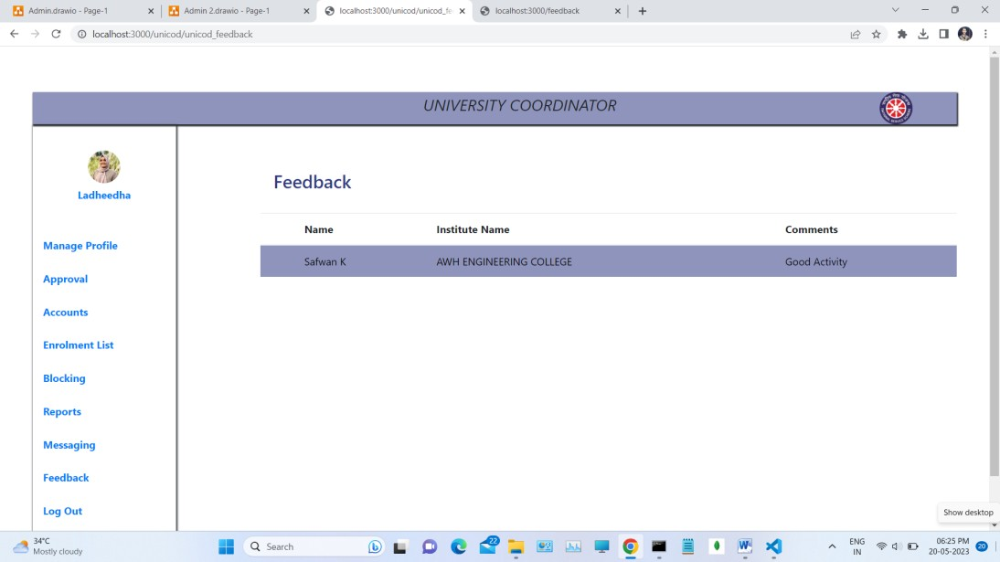 Admin.drawio - Page-1
Admin 2.drawio - Page-1
localhost:3000/unicod/unicod_fe
localhost:3000/feedback
localhost:3000/unicod/unicod_feedback
UNIVERSITY COORDINATOR
Ladheedha
Manage Profile
Approval
Accounts
Enrolment List
Blocking
Reports
Messaging
Feedback
Log Out
Feedback
Name Institute Name Comments
Safwan K AWH ENGINEERING COLLEGE Good Activity
Show desktop
34°C
Mostly cloudy
Search
22
ENG
IN
06:25 PM
20-05-2023
20